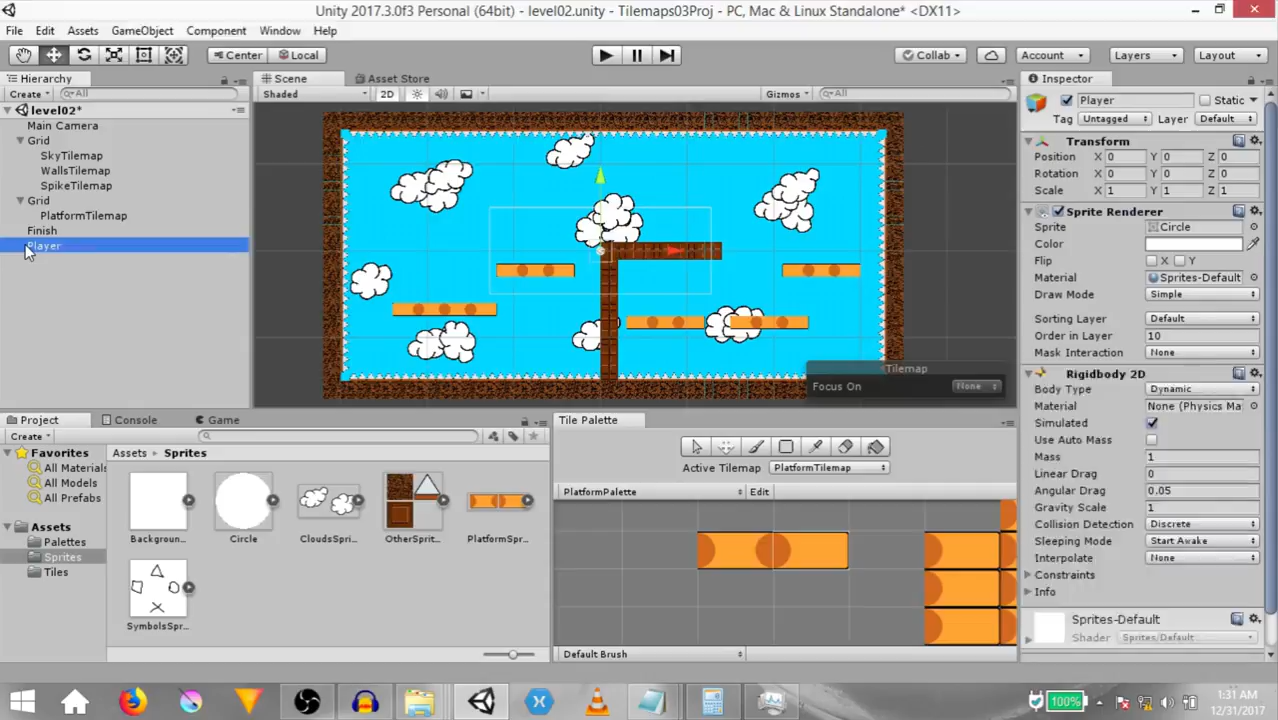 Unity 2017.3.0f3 Personal (64bit) - level02.unity - Tilemaps03Proj - PC, Mac & Linux Standalone* <DX11>
File Edit Assets GameObject Component Window Help
Center Local Collab Account Layers Layout
Hierarchy
Create All
level02*
Main Camera
Grid
SkyTilemap
WallsTilemap
SpikeTilemap
Grid
PlatformTilemap
Finish
Player
Scene Asset Store
Shaded 2D Gizmos All
Tilemap
Focus On None
Inspector
Player Static
Tag Untagged Layer Default
Transform
Position X 0 Y 0 Z 0
Rotation X 0 Y 0 Z 0
Scale X 1 Y 1 Z 1
Sprite Renderer
Sprite Circle
Color
Flip X Y
Material Sprites-Default
Draw Mode Simple
Sorting Layer Default
Order in Layer 10
Mask Interaction None
Rigidbody 2D
Body Type Dynamic
Material None (Physics Ma
Simulated
Use Auto Mass
Mass 1
Linear Drag 0
Angular Drag 0.05
Gravity Scale 1
Collision Detection Discrete
Sleeping Mode Start Awake
Interpolate None
Constraints
Info
Sprites-Default
Shader Sprites/Default
Project Console Game
Create
Favorites
All Materials
All Models
All Prefabs
Assets
Palettes
Sprites
Tiles
Assets Sprites
Backgroun... Circle CloudsSpri... OtherSprit... PlatformSpr...
SymbolsSpr...
Tile Palette
Active Tilemap PlatformTilemap
PlatformPalette Edit
Default Brush
100%
1:31 AM
12/31/2017